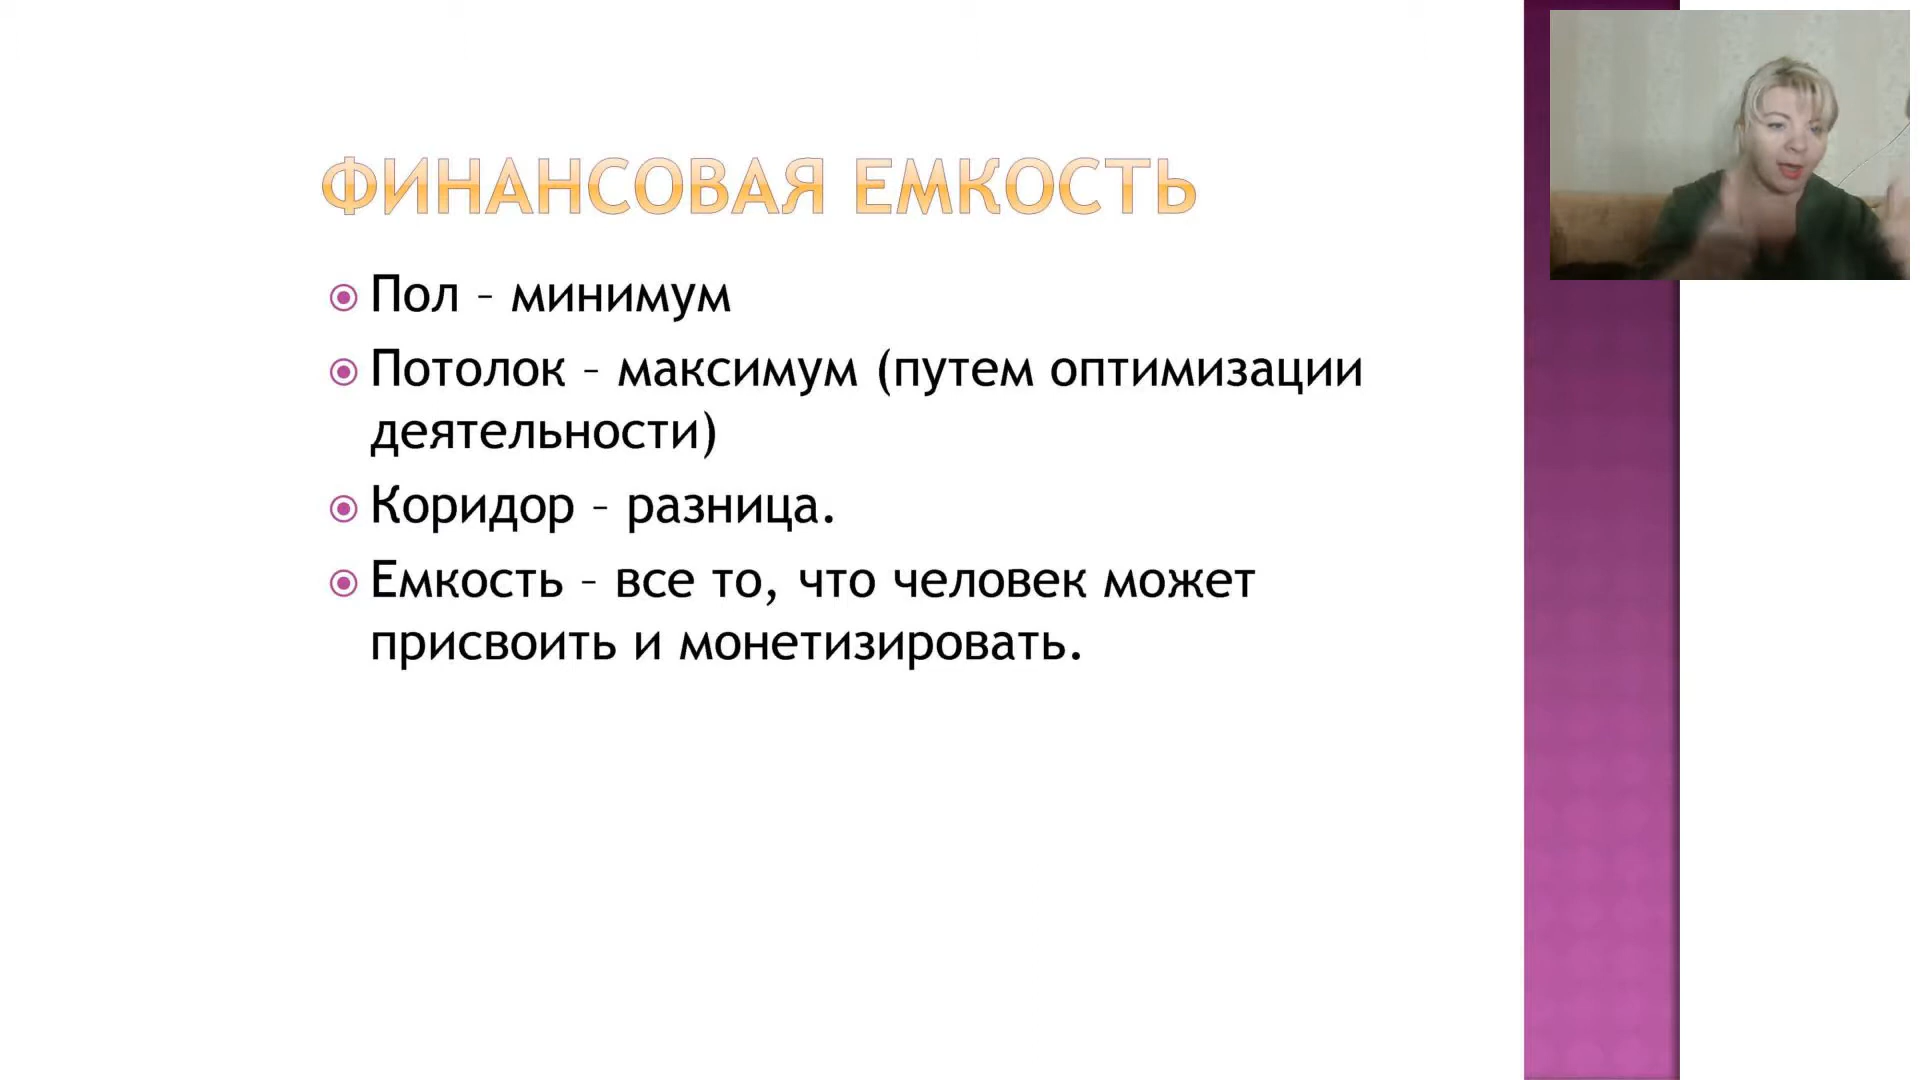 ФИНАНСОВАЯ ЕМКОСТЬ
Пол – минимум
Потолок – максимум (путем оптимизации
деятельности)
Коридор – разница.
Емкость – все то, что человек может
присвоить и монетизировать.